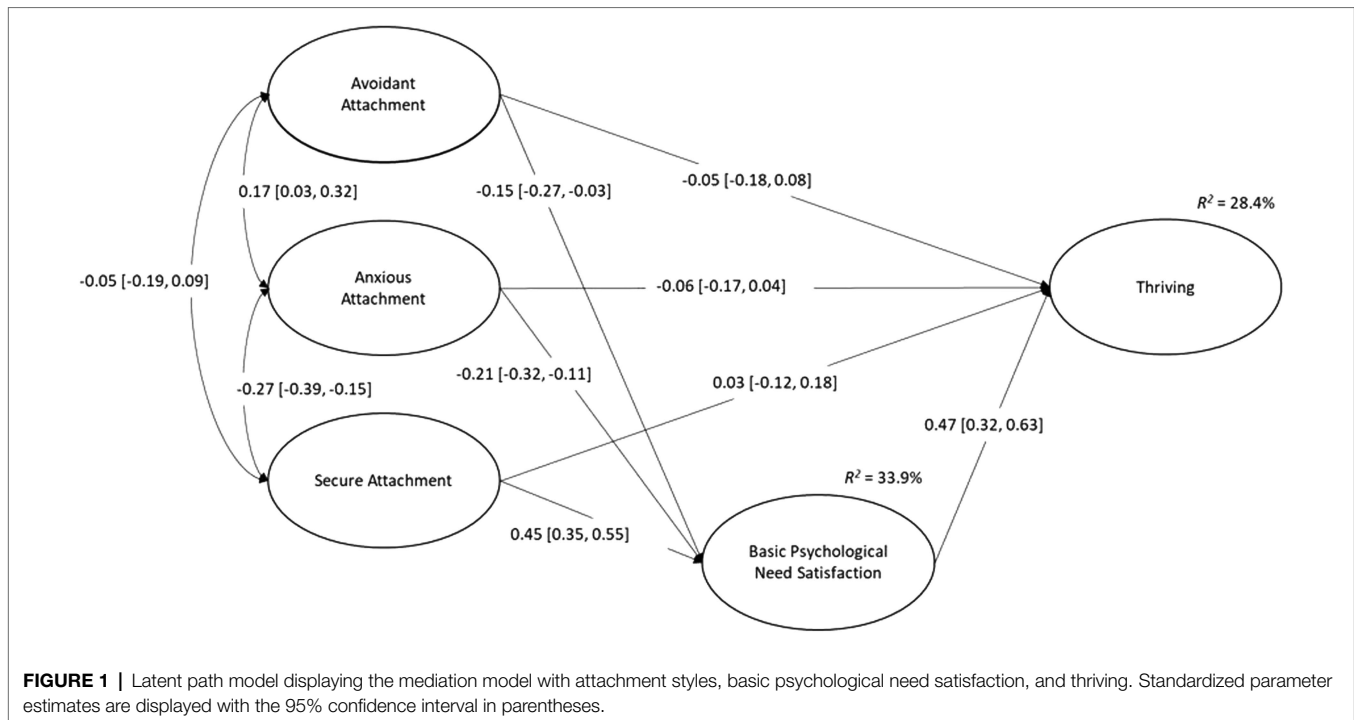 Avoidant
Attachment
-0.05 [-0.18, 0.08]
0.17 [0.03, 0.32]
-0.15 [-0.27, -0.03]
R² = 28.4%
-0.05 [-0.19, 0.09]
Anxious
Attachment
-0.06 [-0.17, 0.04]
Thriving
-0.27 [-0.39, -0.15]
-0.21 [-0.32, -0.11]
0.03 [-0.12, 0.18]
0.47 [0.32, 0.63]
Secure Attachment
R² = 33.9%
0.45 [0.35, 0.55]
Basic Psychological
Need Satisfaction
FIGURE 1 | Latent path model displaying the mediation model with attachment styles, basic psychological need satisfaction, and thriving. Standardized parameter
estimates are displayed with the 95% confidence interval in parentheses.